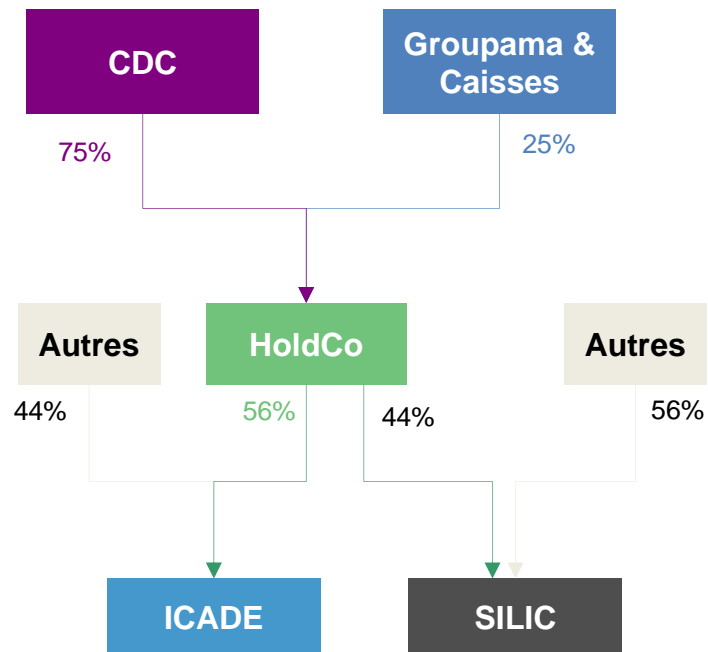 CDC
Groupama &
Caisses
75%
25%
Autres
HoldCo
Autres
44%
56%
44%
56%
ICADE
SILIC